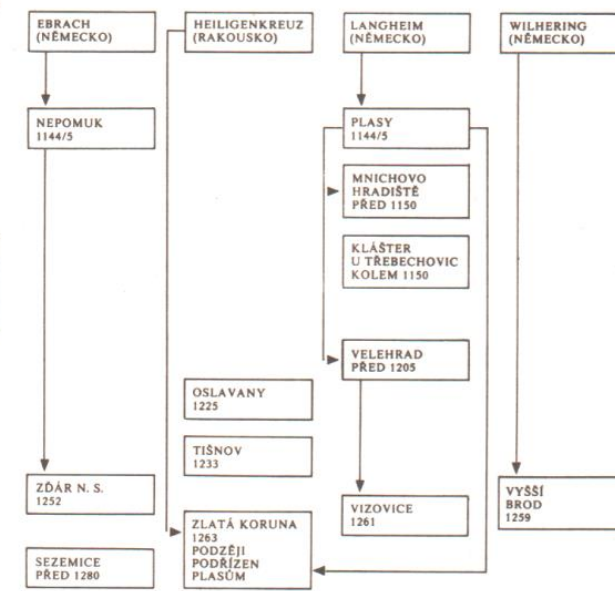 EBRACH
(NĚMECKO)
HEILIGENKREUZ
(RAKOUSKO)
LANGHEIM
(NĚMECKO)
WILHERING
(NĚMECKO)
NEPOMUK
1144/5
PLASY
1144/5
MNICHOVO
HRADIŠTĚ
PŘED 1150
KLÁŠTER
U TŘEBECHOVIC
KOLEM 1150
VELEHRAD
PŘED 1205
OSLAVANY
1225
TIŠNOV
1233
ZĎÁR N. S.
1252
ZLATÁ KORUNA
1263
PODZĚJI
PODŘÍZEN
PLASŮM
VIZOVICE
1261
VYŠŠÍ
BROD
1259
SEZEMICE
PŘED 1280